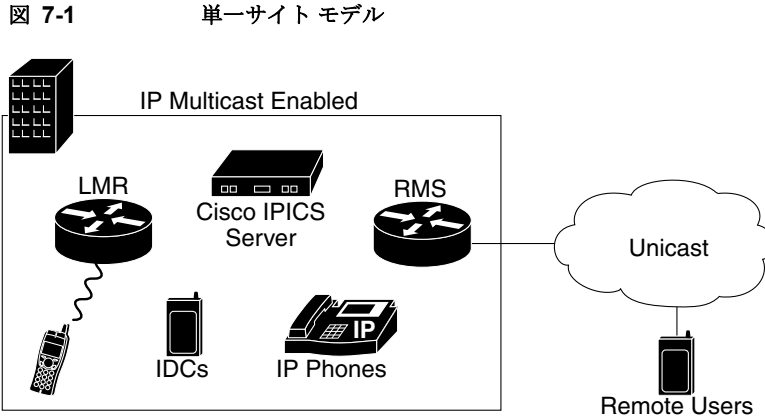 図 7-1 単一サイト モデル
IP Multicast Enabled
LMR
Cisco IPICS
Server
RMS
Unicast
IP
IDCs
IP Phones
Remote Users